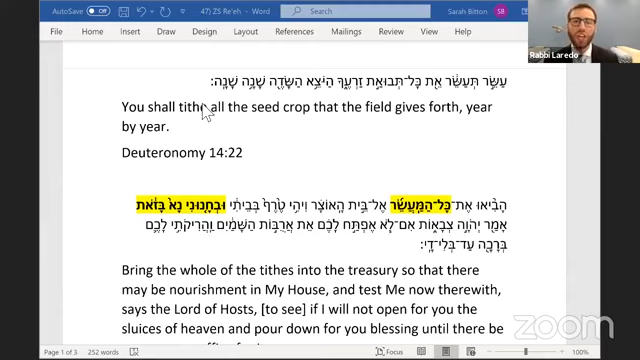 AutoSave Off 47) ZS Re'eh - Word Sarah Bitton SB
File Home Insert Draw Design Layout References Mailings Review View Help
Rabbi Laredo
עַשֵּׂ֣ר תְּעַשֵּׂ֔ר אֵ֖ת כׇּל־תְּבוּאַ֣ת זַרְעֶ֑ךָ הַיֹּצֵ֥א הַשָּׂדֶ֖ה שָׁנָ֥ה שָׁנָֽה׃
You shall tithe all the seed crop that the field gives forth, year
by year.
Deuteronomy 14:22
הָבִ֨יאוּ אֶת־כׇּל־הַֽמַּעֲשֵׂ֜ר אֶל־בֵּ֣ית הָאוֹצָ֗ר וִיהִ֥י טֶ֙רֶף֙ בְּבֵיתִ֔י וּבְחָנ֤וּנִי נָא֙ בָּזֹ֔את
אָמַ֖ר יְהֹוָ֣ה צְבָא֑וֹת אִם־לֹ֧א אֶפְתַּ֣ח לָכֶ֗ם אֵ֚ת אֲרֻבּ֣וֹת הַשָּׁמַ֔יִם וַהֲרִיקֹתִ֥י לָכֶ֛ם
בְּרָכָ֖ה עַד־בְּלִי־דָֽי׃
Bring the whole of the tithes into the treasury so that there
may be nourishment in My House, and test Me now therewith,
says the Lord of Hosts, [to see] if I will not open for you the
sluices of heaven and pour down for you blessing until there be
zoom
Page 1 of 3 252 words Focus 100%